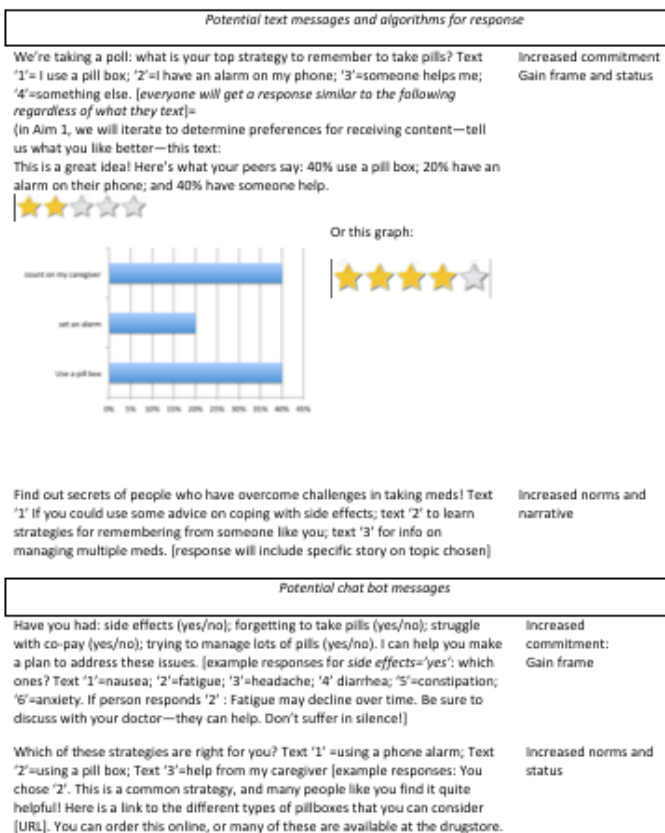 Potential text messages and algorithms for response
We're taking a poll: what is your top strategy to remember to take pills? Text
'1'= I use a pill box; '2'=I have an alarm on my phone; '3'=someone helps me;
'4'=something else. [everyone will get a response similar to the following
regardless of what they text]=
(in Aim 1, we will iterate to determine preferences for receiving content—tell
us what you like better—this text:
This is a great idea! Here's what your peers say: 40% use a pill box; 20% have an
alarm on their phone; and 40% have someone help.
Increased commitment
Gain frame and status
Or this graph:
count on my caregiver
set an alarm
Use a pill box
0% 5% 10% 15% 20% 25% 30% 35% 40% 45%
Find out secrets of people who have overcome challenges in taking meds! Text
'1' If you could use some advice on coping with side effects; text '2' to learn
strategies for remembering from someone like you; text '3' for info on
managing multiple meds. [response will include specific story on topic chosen]
Increased norms and
narrative
Potential chat bot messages
Have you had: side effects (yes/no); forgetting to take pills (yes/no); struggle
with co-pay (yes/no); trying to manage lots of pills (yes/no). I can help you make
a plan to address these issues. [example responses for side effects='yes': which
ones? Text '1'=nausea; '2'=fatigue; '3'=headache; '4' diarrhea; '5'=constipation;
'6'=anxiety. If person responds '2' : Fatigue may decline over time. Be sure to
discuss with your doctor—they can help. Don't suffer in silence!]
Increased
commitment:
Gain frame
Which of these strategies are right for you? Text '1' =using a phone alarm; Text
'2'=using a pill box; Text '3'=help from my caregiver [example responses: You
chose '2'. This is a common strategy, and many people like you find it quite
helpful! Here is a link to the different types of pillboxes that you can consider
[URL]. You can order this online, or many of these are available at the drugstore.
Increased norms and
status